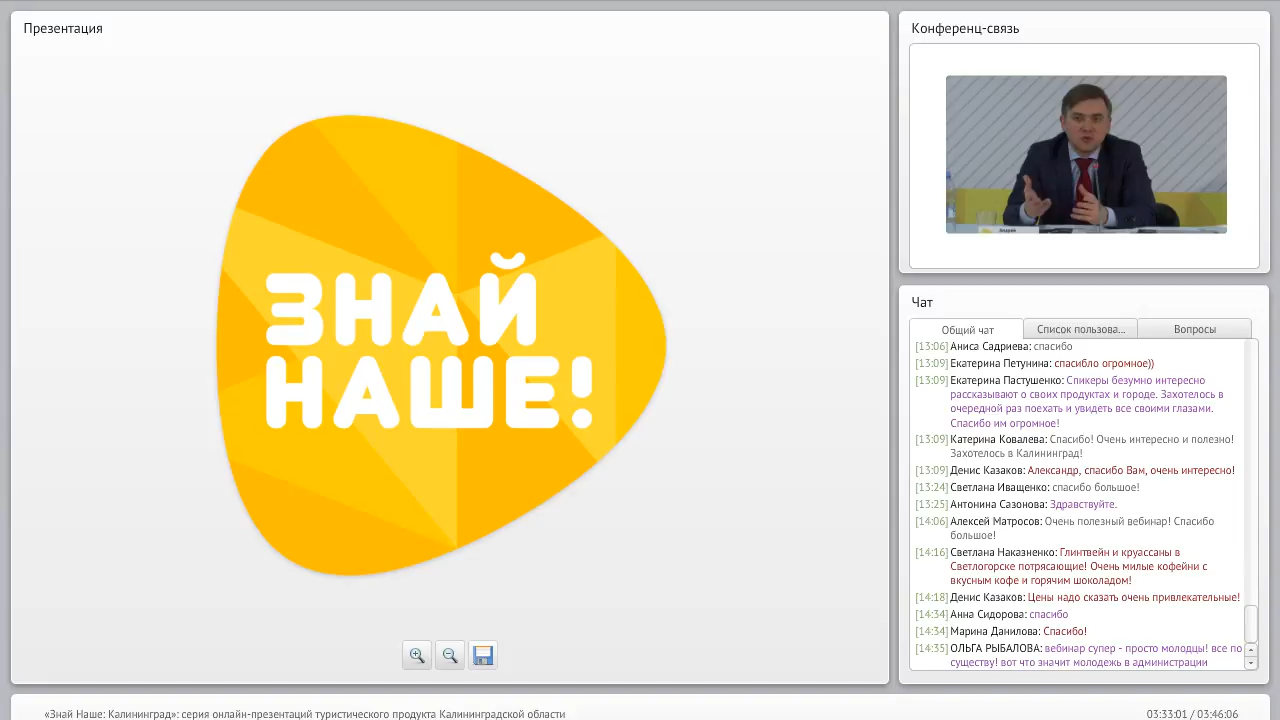 Презентация
ЗНАЙ
НАШЕ!
Конференц-связь
Андрей
Чат
Общий чат
Список пользова...
Вопросы
[13:06] Аниса Садриева: спасибо
[13:09] Екатерина Петунина: спасибло огромное))
[13:09] Екатерина Пастушенко: Спикеры безумно интересно
рассказывают о своих продуктах и городе. Захотелось в
очередной раз поехать и увидеть все своими глазами.
Спасибо им огромное!
[13:09] Катерина Ковалева: Спасибо! Очень интересно и полезно!
Захотелось в Калининград!
[13:09] Денис Казаков: Александр, спасибо Вам, очень интересно!
[13:24] Светлана Иващенко: спасибо большое!
[13:25] Антонина Сазонова: Здравствуйте.
[14:06] Алексей Матросов: Очень полезный вебинар! Спасибо
большое!
[14:16] Светлана Наказненко: Глинтвейн и круассаны в
Светлогорске потрясающие! Очень милые кофейни с
вкусным кофе и горячим шоколадом!
[14:18] Денис Казаков: Цены надо сказать очень привлекательные!
[14:34] Анна Сидорова: спасибо
[14:34] Марина Данилова: Спасибо!
[14:35] ОЛЬГА РЫБАЛОВА: вебинар супер - просто молодцы! все по
существу! вот что значит молодежь в администрации
«Знай Наше: Калининград»: серия онлайн-презентаций туристического продукта Калининградской области
03:33:01 / 03:46:06